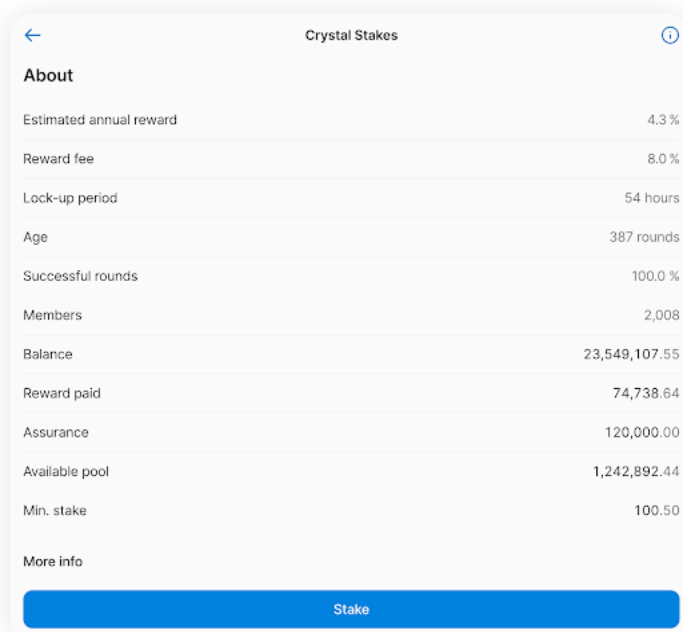 Crystal Stakes
About
Estimated annual reward 4.3 %
Reward fee 8.0 %
Lock-up period 54 hours
Age 387 rounds
Successful rounds 100.0 %
Members 2,008
Balance 23,549,107.55
Reward paid 74,738.64
Assurance 120,000.00
Available pool 1,242,892.44
Min. stake 100.50
More info
Stake